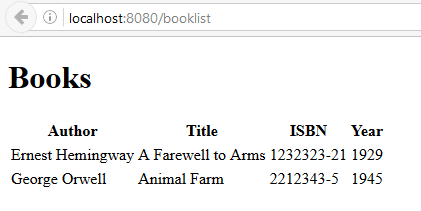 localhost:8080/booklist
Books
Author Title ISBN Year
Ernest Hemingway A Farewell to Arms 1232323-21 1929
George Orwell Animal Farm 2212343-5 1945